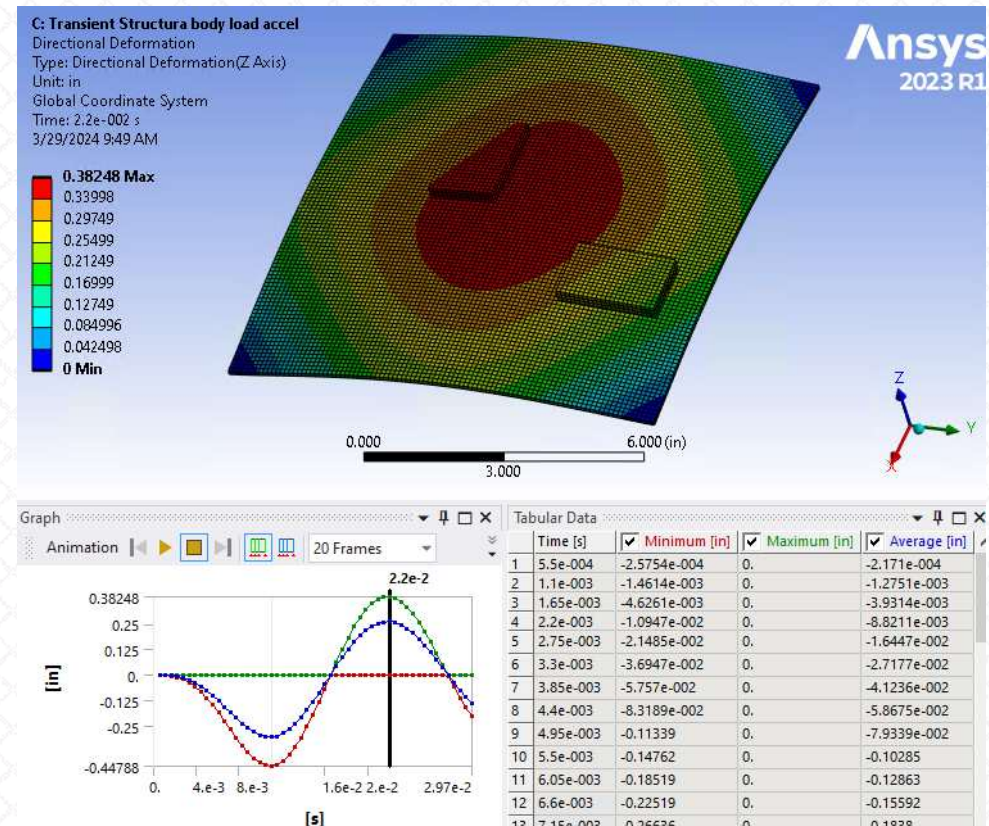 C: Transient Structura body load accel
Directional Deformation
Type: Directional Deformation(Z Axis)
Unit: in
Global Coordinate System
Time: 2.2e-002 s
3/29/2024 9:49 AM
Ansys
2023 R1
0.38248 Max
0.33998
0.29749
0.25499
0.21249
0.16999
0.12749
0.084996
0.042498
0 Min
0.000
6.000 (in)
3.000
Z
Y
X
Graph
Animation
20 Frames
2.2e-2
0.38248
0.25
0.125
0.
-0.125
-0.25
-0.44788
[in]
0. 4.e-3 8.e-3 1.6e-2 2.e-2 2.97e-2
[s]
Tabular Data
Time [s] Minimum [in] Maximum [in] Average [in]
1 5.5e-004 -2.5754e-004 0. -2.171e-004
2 1.1e-003 -1.4614e-003 0. -1.2751e-003
3 1.65e-003 -4.6261e-003 0. -3.9314e-003
4 2.2e-003 -1.0947e-002 0. -8.8211e-003
5 2.75e-003 -2.1485e-002 0. -1.6447e-002
6 3.3e-003 -3.6947e-002 0. -2.7177e-002
7 3.85e-003 -5.757e-002 0. -4.1236e-002
8 4.4e-003 -8.3189e-002 0. -5.8675e-002
9 4.95e-003 -0.11339 0. -7.9339e-002
10 5.5e-003 -0.14762 0. -0.10285
11 6.05e-003 -0.18519 0. -0.12863
12 6.6e-003 -0.22519 0. -0.15592
13 7.15e-003 -0.26636 0. -0.1838